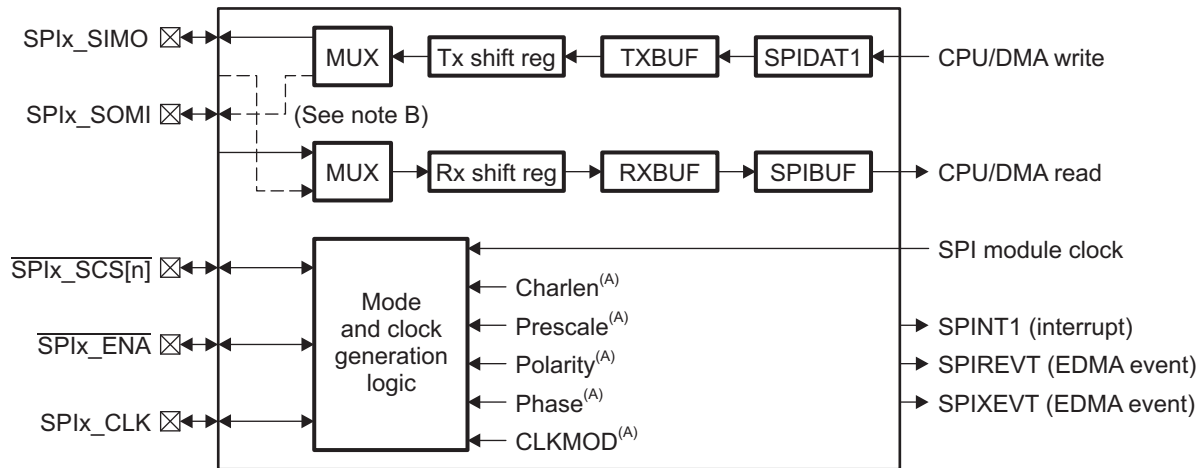 SPIx_SIMO
MUX
Tx shift reg
TXBUF
SPIDAT1
CPU/DMA write
SPIx_SOMI
(See note B)
MUX
Rx shift reg
RXBUF
SPIBUF
CPU/DMA read
SPI module clock
SPIx_SCS[n]
Charlen(A)
Mode
and clock
generation
logic
Prescale(A)
SPINT1 (interrupt)
SPIx_ENA
Polarity(A)
SPIREVT (EDMA event)
Phase(A)
SPIXEVT (EDMA event)
SPIx_CLK
CLKMOD(A)